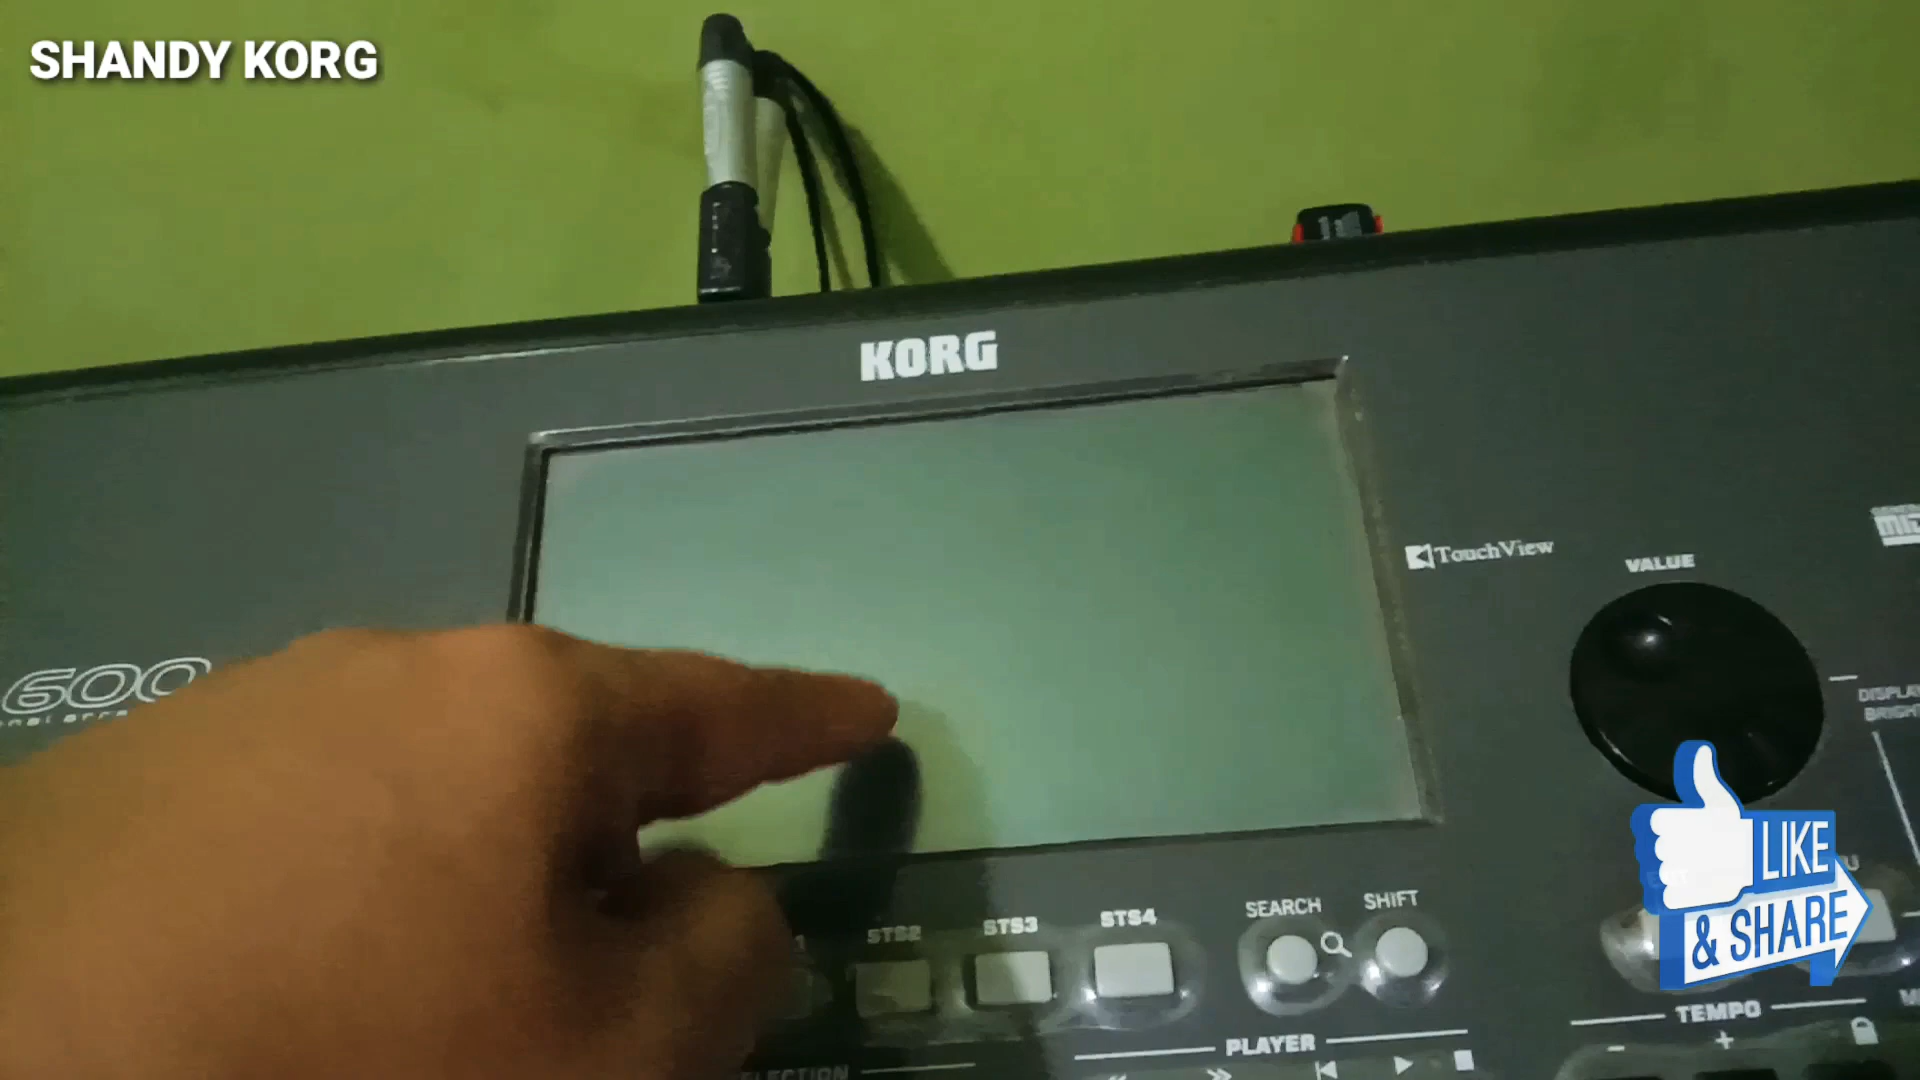 SHANDY KORG
KORG
TouchView
VALUE
600
LIKE
& SHARE
STS2
STS3
STS4
SEARCH
SHIFT
TEMPO
- +
PLAYER